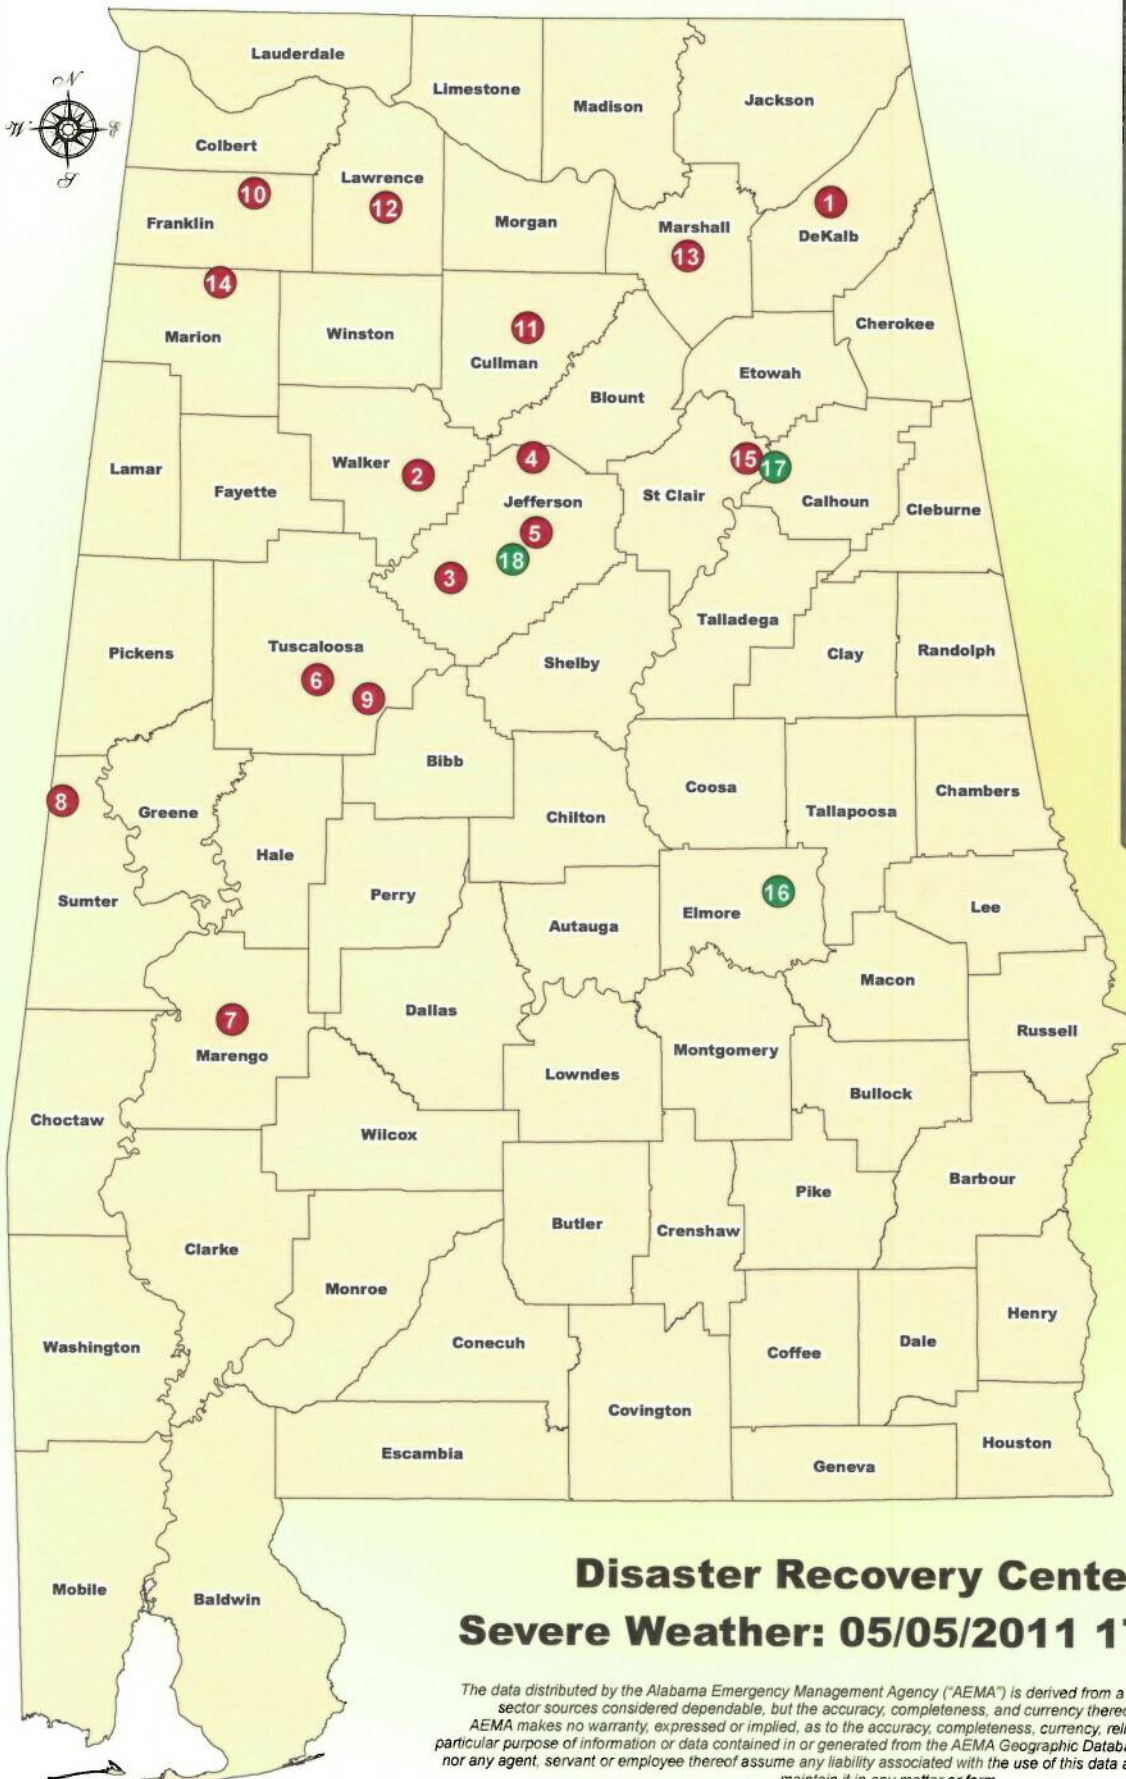 N
W
E
S
Lauderdale
Limestone
Madison
Jackson
Colbert
Lawrence
10
12
Franklin
Morgan
Marshall
13
1
DeKalb
14
Marion
Winston
11
Cullman
Cherokee
Etowah
Blount
Lamar
Walker
2
4
15
17
Fayette
Jefferson
St Clair
Calhoun
Cleburne
5
18
3
Talladega
Pickens
Tuscaloosa
6
9
Shelby
Clay
Randolph
Bibb
8
Greene
Coosa
Tallapoosa
Chambers
Chilton
Hale
Sumter
Perry
Autauga
Elmore
16
Lee
7
Marengo
Dallas
Macon
Montgomery
Russell
Lowndes
Bullock
Choctaw
Wilcox
Barbour
Pike
Butler
Crenshaw
Clarke
Monroe
Washington
Conecuh
Coffee
Dale
Henry
Covington
Escambia
Geneva
Houston
Mobile
Baldwin
Disaster Recovery Cente
Severe Weather: 05/05/2011 1
The data distributed by the Alabama Emergency Management Agency ("AEMA") is derived from a
sector sources considered dependable, but the accuracy, completeness, and currency
AEMA makes no warranty, expressed or implied, as to the accuracy, completeness, currency,
particular purpose of information or data contained in or generated from the AEMA Geographic
nor any agent, servant or employee thereof assume any liability associated with the use of this data
maintain it in any matter or form